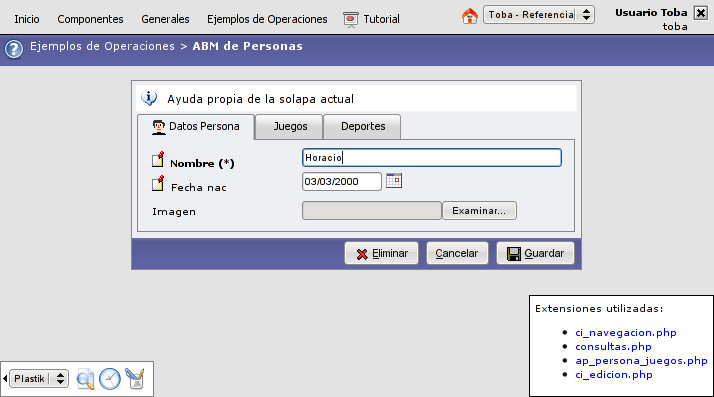 Inicio Componentes Generales Ejemplos de Operaciones Tutorial Toba - Referencia Usuario Toba
toba
? Ejemplos de Operaciones > ABM de Personas
Ayuda propia de la solapa actual
Datos Persona Juegos Deportes
Nombre (*) Horacio
Fecha nac 03/03/2000
Imagen Examinar...
Eliminar Cancelar Guardar
Extensiones utilizadas:
ci_navegacion.php
consultas.php
ap_persona_juegos.php
ci_edicion.php
Plastik